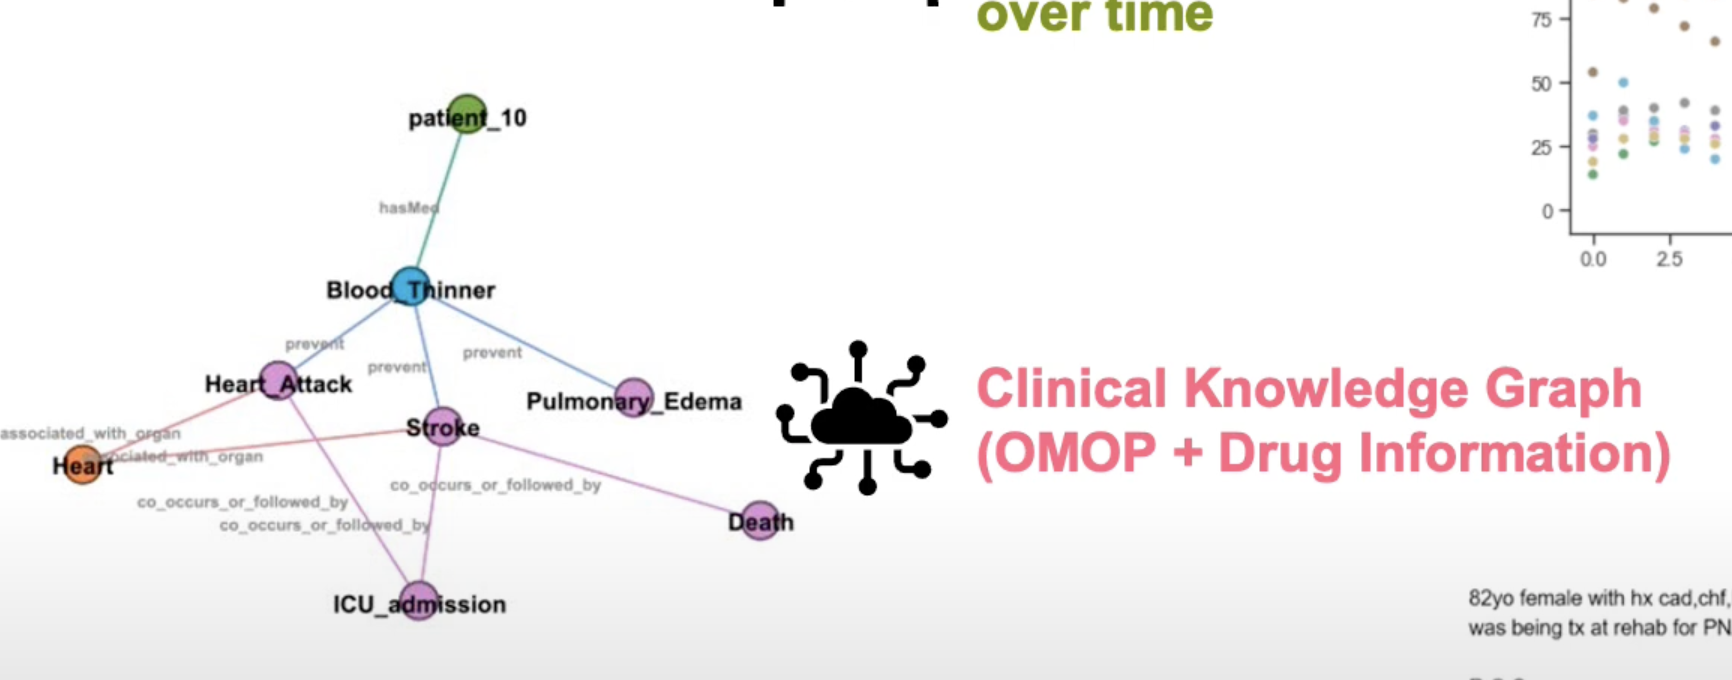 over time
patient_10
hasMed
Blood_Thinner
prevent
prevent
prevent
Heart_Attack
Pulmonary_Edema
Stroke
associated_with_organ
associated_with_organ
Heart
co_occurs_or_followed_by
co_occurs_or_followed_by
co_occurs_or_followed_by
Death
ICU_admission
Clinical Knowledge Graph
(OMOP + Drug Information)
75
50
25
0
0.0
2.5
82yo female with hx cad,chf,
was being tx at rehab for PN